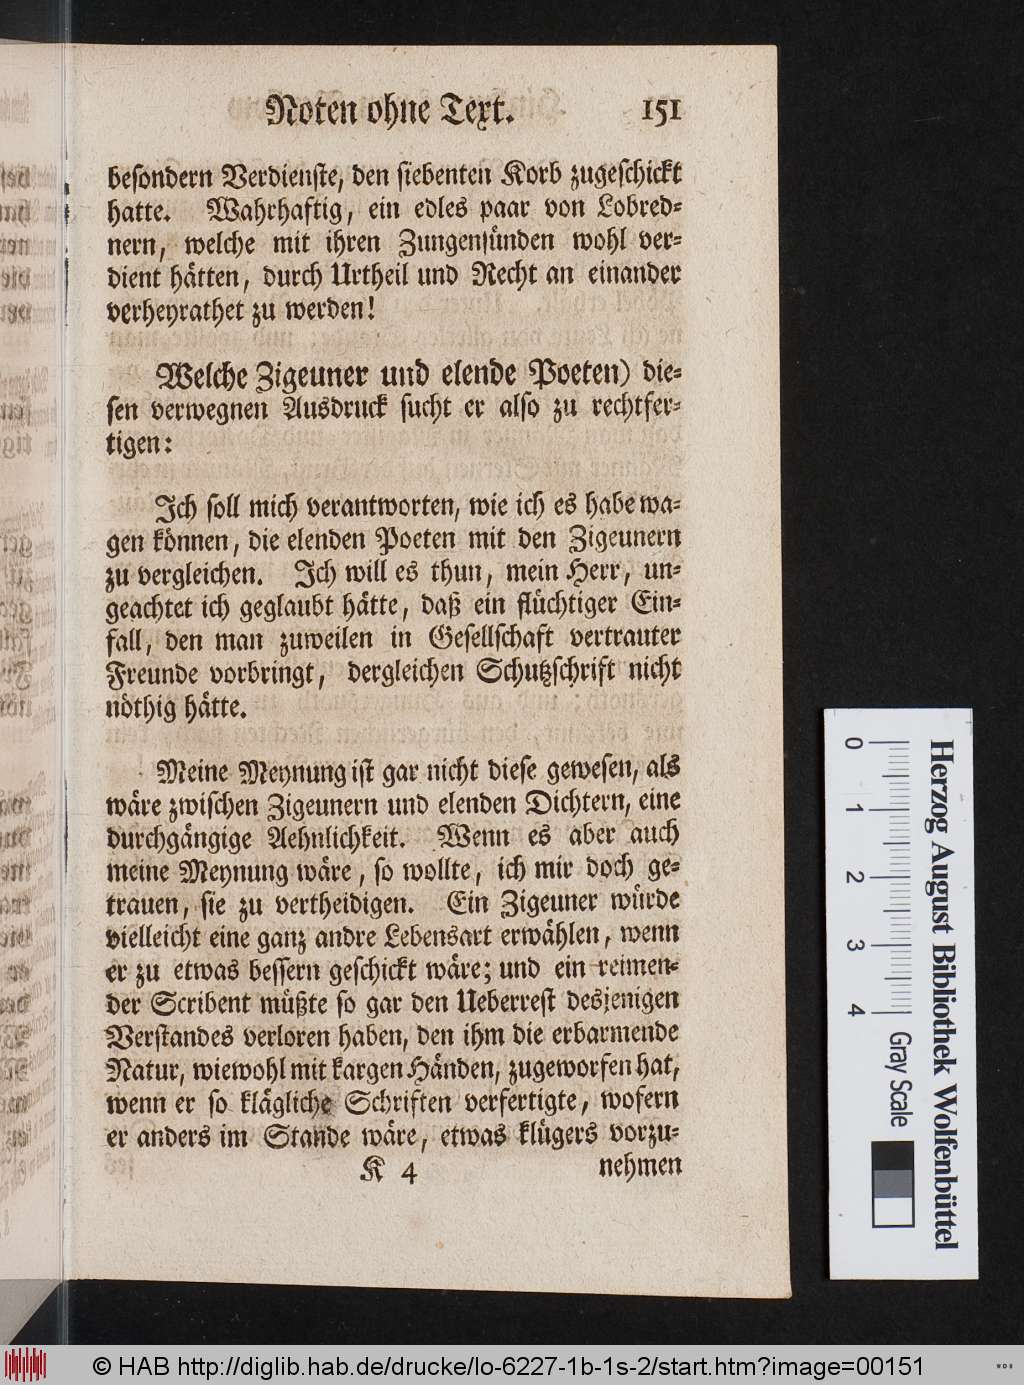 Noten ohne Text. 151
besondern Verdienste, den siebenten Korb zugeschickt
hatte. Wahrhaftig, ein edles paar von Lobred-
nern, welche mit ihren Zungensünden wohl ver-
dient hätten, durch Urtheil und Recht an einander
verheyrathet zu werden!
Welche Zigeuner und elende Poeten) die-
sen verwegnen Ausdruck sucht er also zu rechtfer-
tigen:
Ich soll mich verantworten, wie ich es habe wa-
gen können, die elenden Poeten mit den Zigeunern
zu vergleichen. Ich will es thun, mein Herr, un-
geachtet ich geglaubt hätte, daß ein flüchtiger Ein-
fall, den man zuweilen in Gesellschaft vertrauter
Freunde vorbringt, dergleichen Schutzschrift nicht
nöthig hätte.
Meine Meynung ist gar nicht diese gewesen, als
wäre zwischen Zigeunern und elenden Dichtern, eine
durchgängige Aehnlichkeit. Wenn es aber auch
meine Meynung wäre, so wollte, ich mir doch ge-
trauen, sie zu vertheidigen. Ein Zigeuner würde
vielleicht eine ganz andre Lebensart erwählen, wenn
er zu etwas bessern geschickt wäre; und ein reimen-
der Scribent müßte so gar den Ueberrest desjenigen
Verstandes verloren haben, den ihm die erbarmende
Natur, wiewohl mit kargen Händen, zugeworfen hat,
wenn er so klägliche Schriften verfertigte, wofern
er anders im Stande wäre, etwas klügers vorzu-
K 4 nehmen
0 1 2 3 4 Gray Scale
Herzog August Bibliothek Wolfenbüttel
© HAB http://diglib.hab.de/drucke/lo-6227-1b-1s-2/start.htm?image=00151